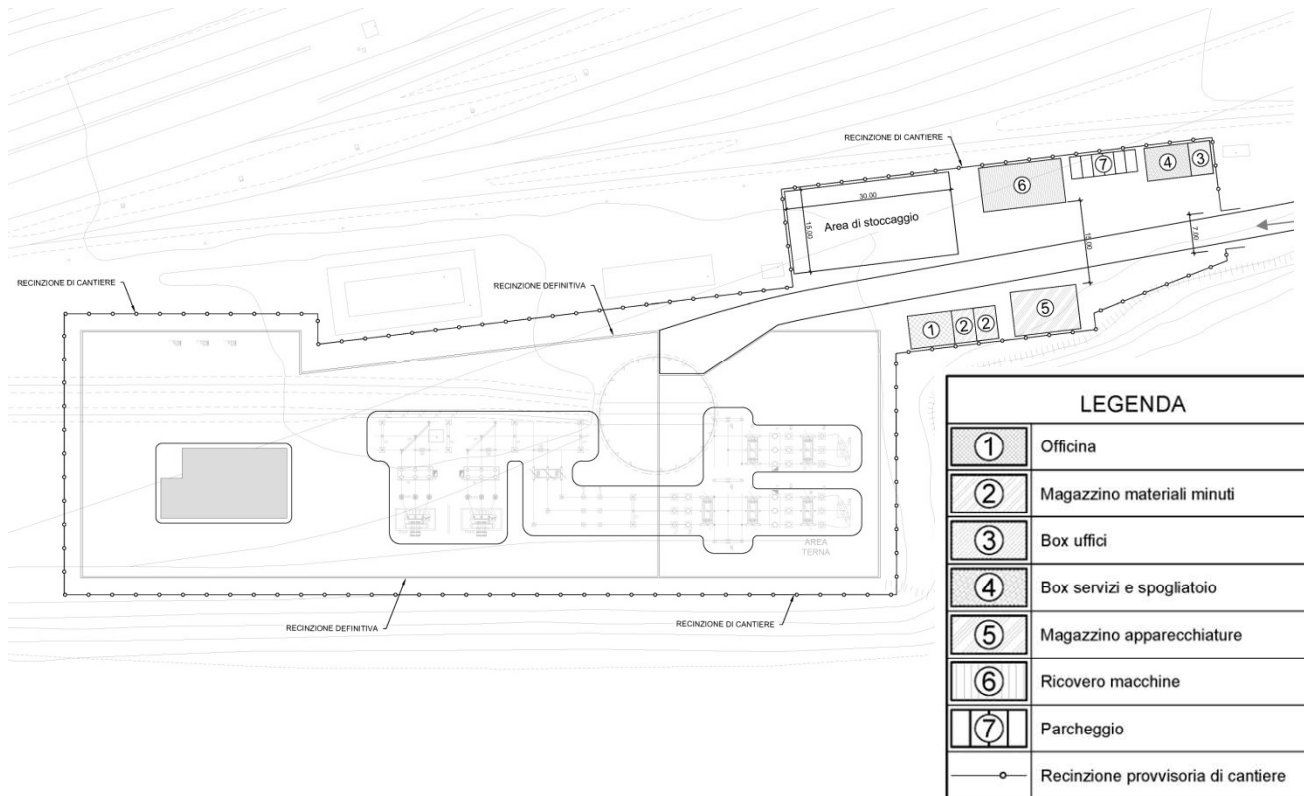 RECINZIONE DI CANTIERE
7
4
3
6
30.00
15.00
Area di stoccaggio
15.00
7.00
RECINZIONE DI CANTIERE
RECINZIONE DEFINITIVA
5
1
2
2
LEGENDA
1 Officina
2 Magazzino materiali minuti
3 Box uffici
4 Box servizi e spogliatoio
5 Magazzino apparecchiature
6 Ricovero macchine
7 Parcheggio
Recinzione provvisoria di cantiere
AREA
TERNA
RECINZIONE DEFINITIVA
RECINZIONE DI CANTIERE